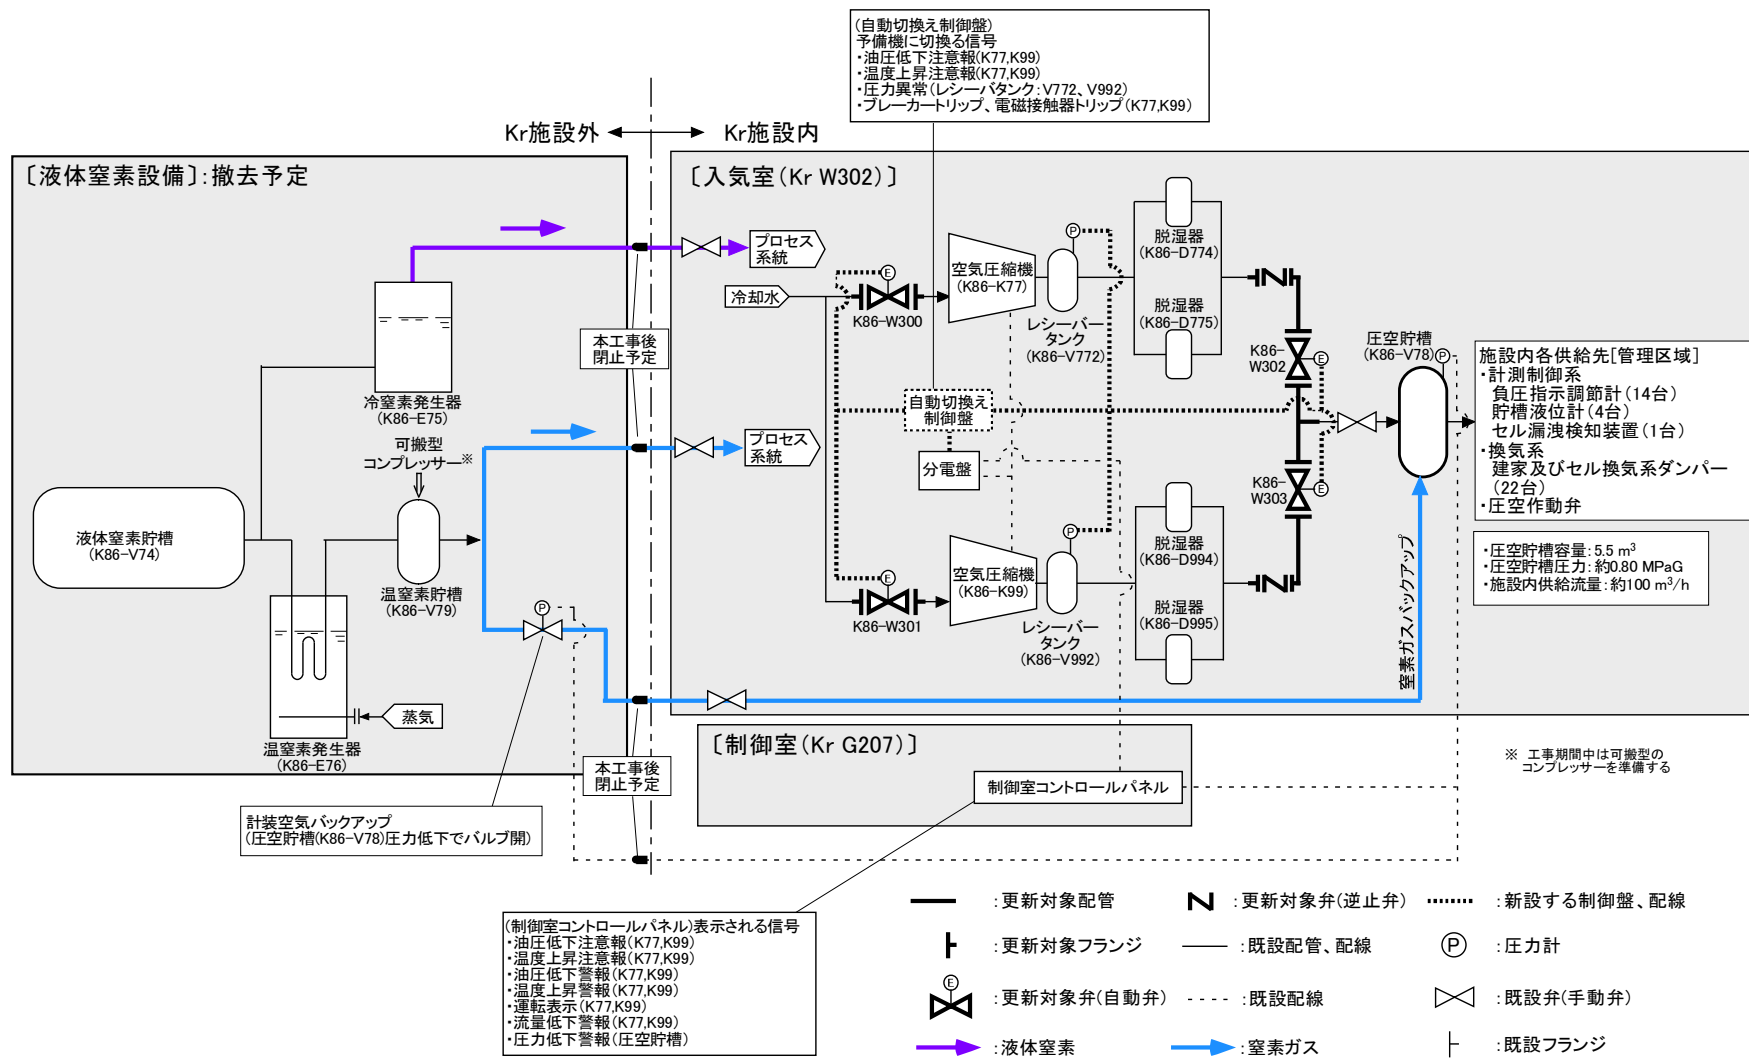 (自動切換え制御盤)
予備機に切換る信号
・油圧低下注意報(K77,K99)
・温度上昇注意報(K77,K99)
・圧力異常(レシーバタンク:V772、V992)
・ブレーカートリップ、電磁接触器トリップ(K77,K99)
Kr施設外
Kr施設内
〔液体窒素設備〕:撤去予定
〔入気室(Kr W302)〕
プロセス
系統
冷却水
E
K86-W300
空気圧縮機
(K86-K77)
P
レシーバー
タンク
(K86-V772)
脱湿器
(K86-D774)
脱湿器
(K86-D775)
K86-
W302
E
圧空貯槽
(K86-V78)
P
施設内各供給先[管理区域]
・計測制御系
負圧指示調節計(14台)
貯槽液位計(4台)
セル漏洩検知装置(1台)
・換気系
建家及びセル換気系ダンパー
(22台)
・圧空作動弁
本工事後
閉止予定
冷窒素発生器
(K86-E75)
可搬型
コンプレッサー※
プロセス
系統
自動切換え
制御盤
分電盤
K86-
W303
E
液体窒素貯槽
(K86-V74)
温窒素貯槽
(K86-V79)
P
E
K86-W301
空気圧縮機
(K86-K99)
P
レシーバー
タンク
(K86-V992)
脱湿器
(K86-D994)
脱湿器
(K86-D995)
窒素ガスバックアップ
・圧空貯槽容量:5.5 m³
・圧空貯槽圧力:約0.80 MPaG
・施設内供給流量:約100 m³/h
蒸気
温窒素発生器
(K86-E76)
本工事後
閉止予定
〔制御室(Kr G207)〕
制御室コントロールパネル
※ 工事期間中は可搬型の
コンプレッサーを準備する
計装空気バックアップ
(圧空貯槽(K86-V78)圧力低下でバルブ開)
(制御室コントロールパネル)表示される信号
・油圧低下注意報(K77,K99)
・温度上昇注意報(K77,K99)
・油圧低下警報(K77,K99)
・温度上昇警報(K77,K99)
・運転表示(K77,K99)
・流量低下警報(K77,K99)
・圧力低下警報(圧空貯槽)
:更新対象配管
:更新対象弁(逆止弁)
:新設する制御盤、配線
:更新対象フランジ
:既設配管、配線
P
:圧力計
E
:更新対象弁(自動弁)
:既設配線
:既設弁(手動弁)
:液体窒素
:窒素ガス
:既設フランジ